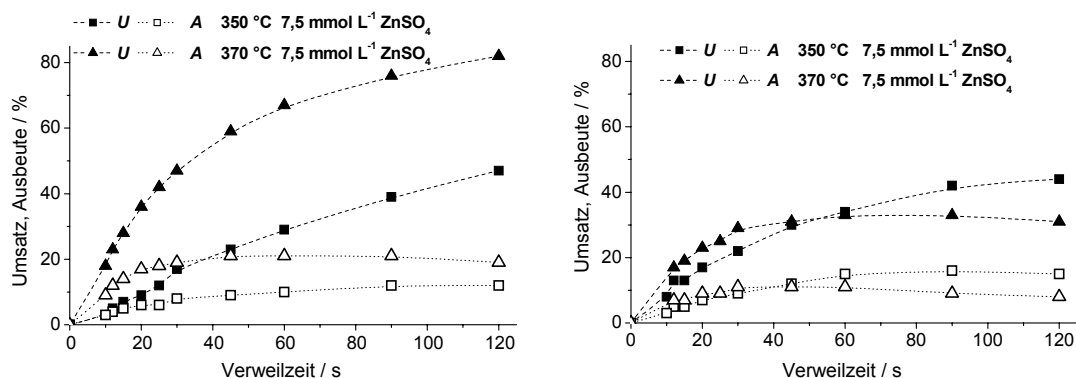 U A 350 °C 7,5 mmol L⁻¹ ZnSO₄
U A 370 °C 7,5 mmol L⁻¹ ZnSO₄
Umsatz, Ausbeute / %
80
60
40
20
0
0 20 40 60 80 100 120
Verweilzeit / s
U A 350 °C 7,5 mmol L⁻¹ ZnSO₄
U A 370 °C 7,5 mmol L⁻¹ ZnSO₄
Umsatz, Ausbeute / %
80
60
40
20
0
0 20 40 60 80 100 120
Verweilzeit / s